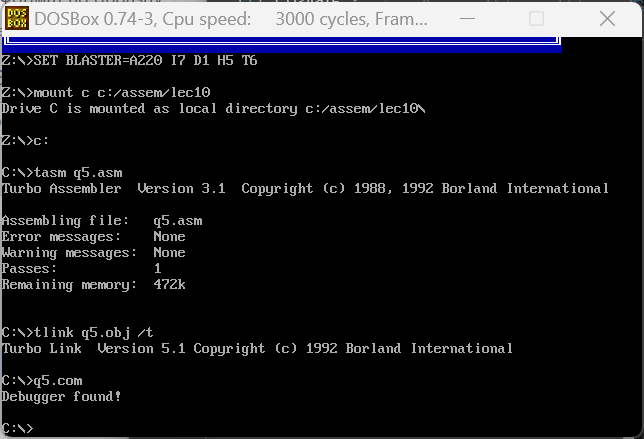 DOS BOX
DOSBox 0.74-3, Cpu speed: 3000 cycles, Fram...
Z:\>SET BLASTER=A220 I7 D1 H5 T6
Z:\>mount c c:/assem/lec10
Drive C is mounted as local directory c:/assem/lec10\
Z:\>c:
C:\>tasm q5.asm
Turbo Assembler  Version 3.1  Copyright (c) 1988, 1992 Borland International
Assembling file:   q5.asm
Error messages:    None
Warning messages:  None
Passes:            1
Remaining memory:  472k
C:\>tlink q5.obj /t
Turbo Link  Version 5.1 Copyright (c) 1992 Borland International
C:\>q5.com
Debugger found!
C:\>